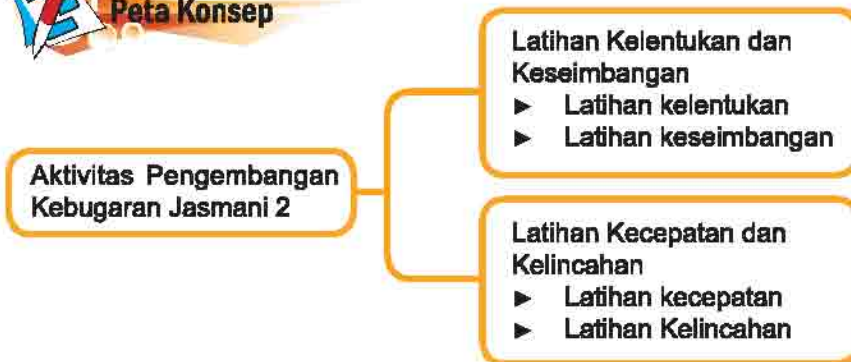 Peta Konsep
Latihan Kelentukan dan
Keseimbangan
► Latihan kelentukan
► Latihan keseimbangan
Aktivitas Pengembangan
Kebugaran Jasmani 2
Latihan Kecepatan dan
Kelincahan
► Latihan kecepatan
► Latihan Kelincahan